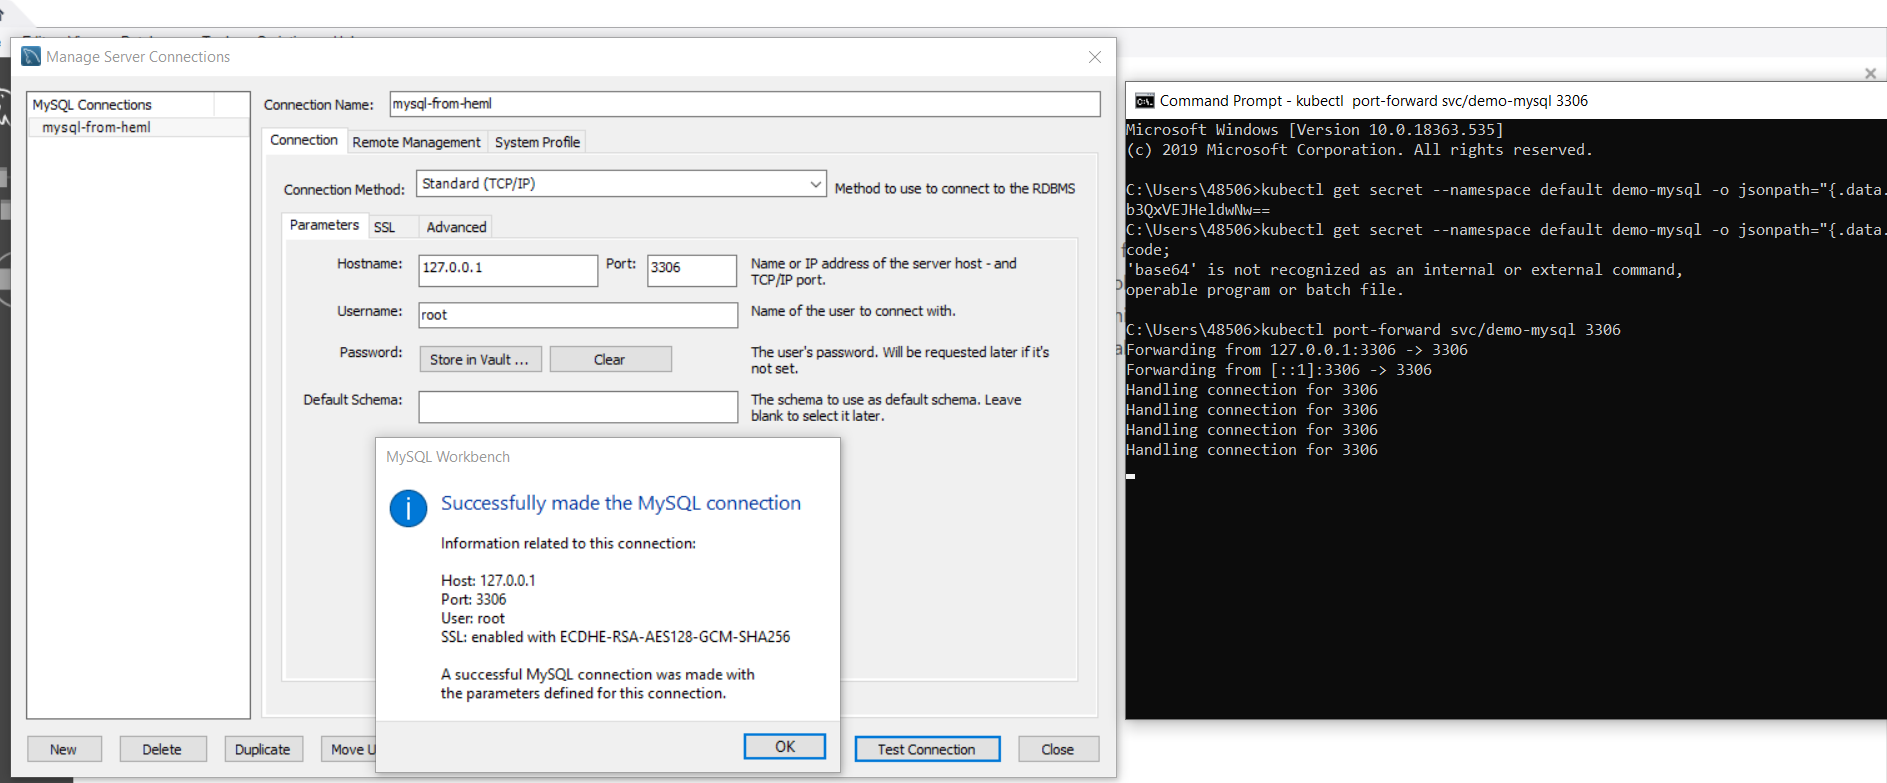 Manage Server Connections
MySQL Connections
mysql-from-heml
Connection Name: mysql-from-heml
Connection Remote Management System Profile
Connection Method: Standard (TCP/IP) Method to use to connect to the RDBMS
Parameters SSL Advanced
Hostname: 127.0.0.1 Port: 3306 Name or IP address of the server host - and
TCP/IP port.
Username: root Name of the user to connect with.
Password: Store in Vault ... Clear The user's password. Will be requested later if it's
not set.
Default Schema: The schema to use as default schema. Leave
blank to select it later.
MySQL Workbench
Successfully made the MySQL connection
Information related to this connection:
Host: 127.0.0.1
Port: 3306
User: root
SSL: enabled with ECDHE-RSA-AES128-GCM-SHA256
A successful MySQL connection was made with
the parameters defined for this connection.
OK
New Delete Duplicate Move U Test Connection Close
Command Prompt - kubectl  port-forward svc/demo-mysql 3306
Microsoft Windows [Version 10.0.18363.535]
(c) 2019 Microsoft Corporation. All rights reserved.
C:\Users\48506>kubectl get secret --namespace default demo-mysql -o jsonpath="{.data.
b3QxVEJHeldwNw==
C:\Users\48506>kubectl get secret --namespace default demo-mysql -o jsonpath="{.data.
code;
'base64' is not recognized as an internal or external command,
operable program or batch file.
C:\Users\48506>kubectl port-forward svc/demo-mysql 3306
Forwarding from 127.0.0.1:3306 -> 3306
Forwarding from [::1]:3306 -> 3306
Handling connection for 3306
Handling connection for 3306
Handling connection for 3306
Handling connection for 3306